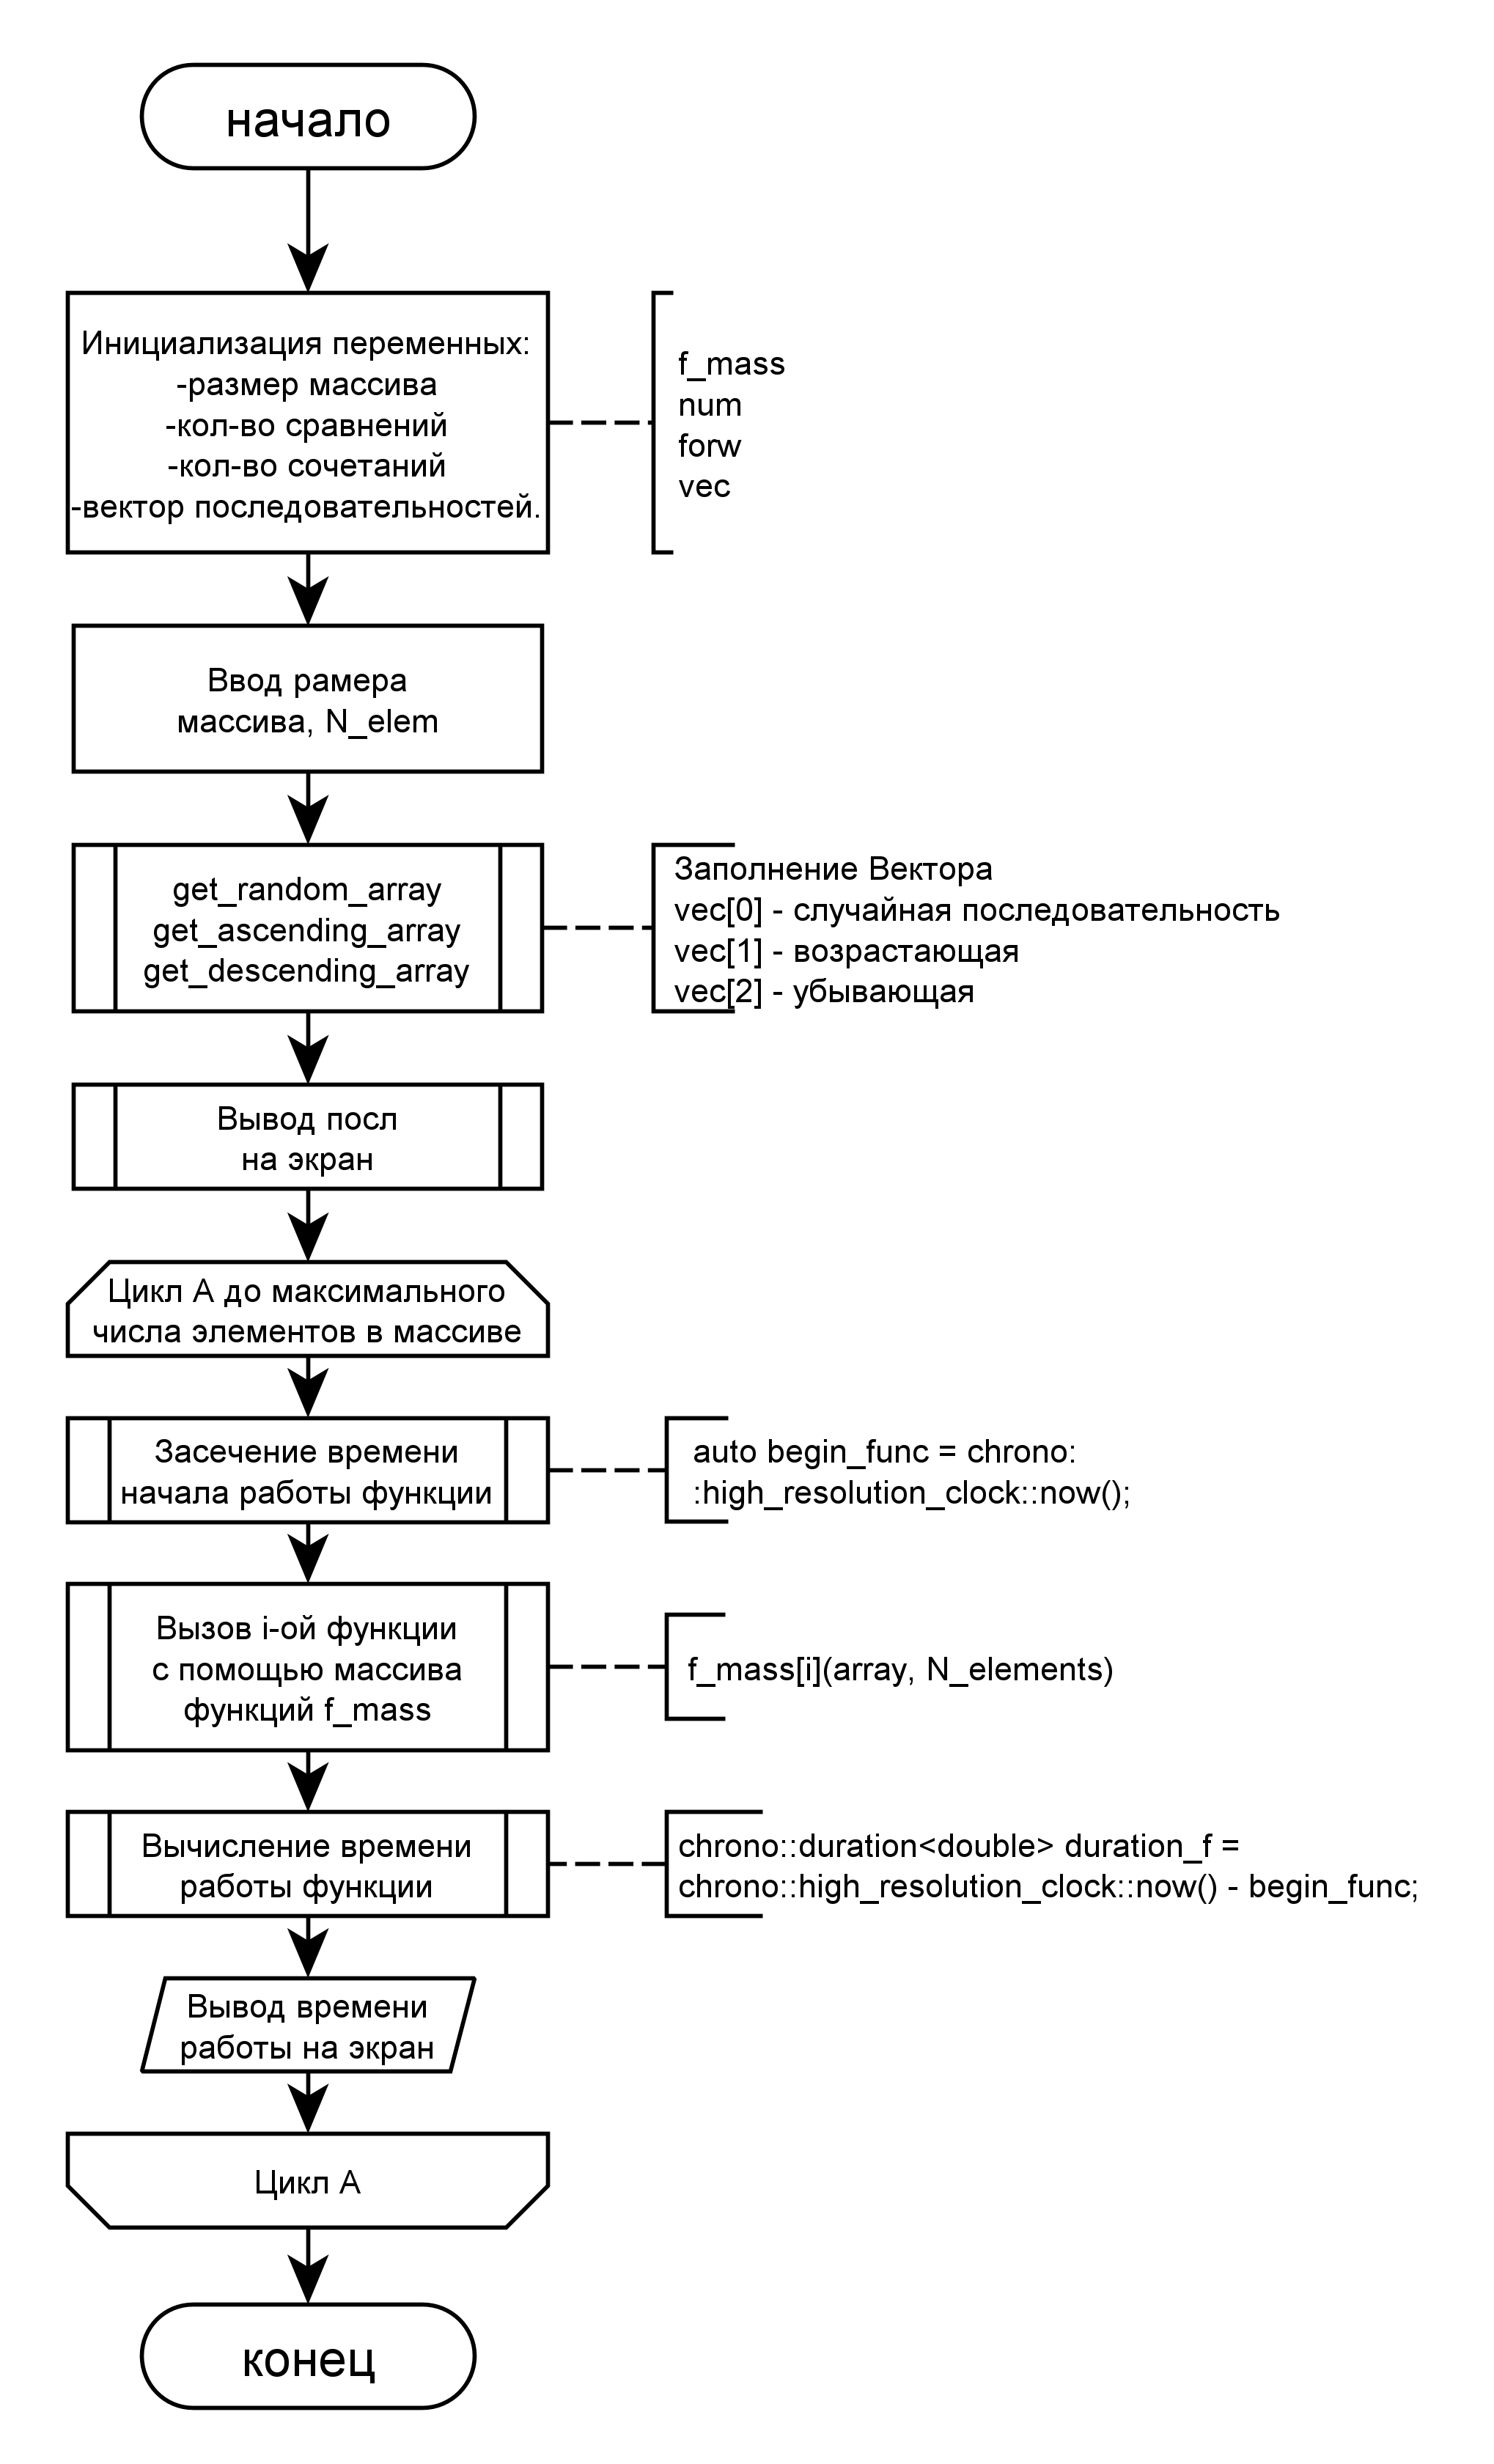 начало
Инициализация переменных:
-размер массива
-кол-во сравнений
-кол-во сочетаний
-вектор последовательностей.
f_mass
num
forw
vec
Ввод рамера
массива, N_elem
get_random_array
get_ascending_array
get_descending_array
Заполнение Вектора
vec[0] - случайная последовательность
vec[1] - возрастающая
vec[2] - убывающая
Вывод посл
на экран
Цикл А до максимального
числа элементов в массиве
Засечение времени
начала работы функции
auto begin_func = chrono:
:high_resolution_clock::now();
Вызов i-ой функции
с помощью массива
функций f_mass
f_mass[i](array, N_elements)
Вычисление времени
работы функции
chrono::duration<double> duration_f =
chrono::high_resolution_clock::now() - begin_func;
Вывод времени
работы на экран
Цикл А
конец